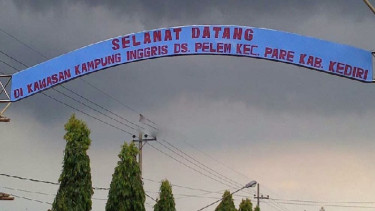 SELAMAT DATANG
DI KAWASAN KAMPUNG INGGRIS DS. PELEM KEC. PARE KAB. KEDIRI